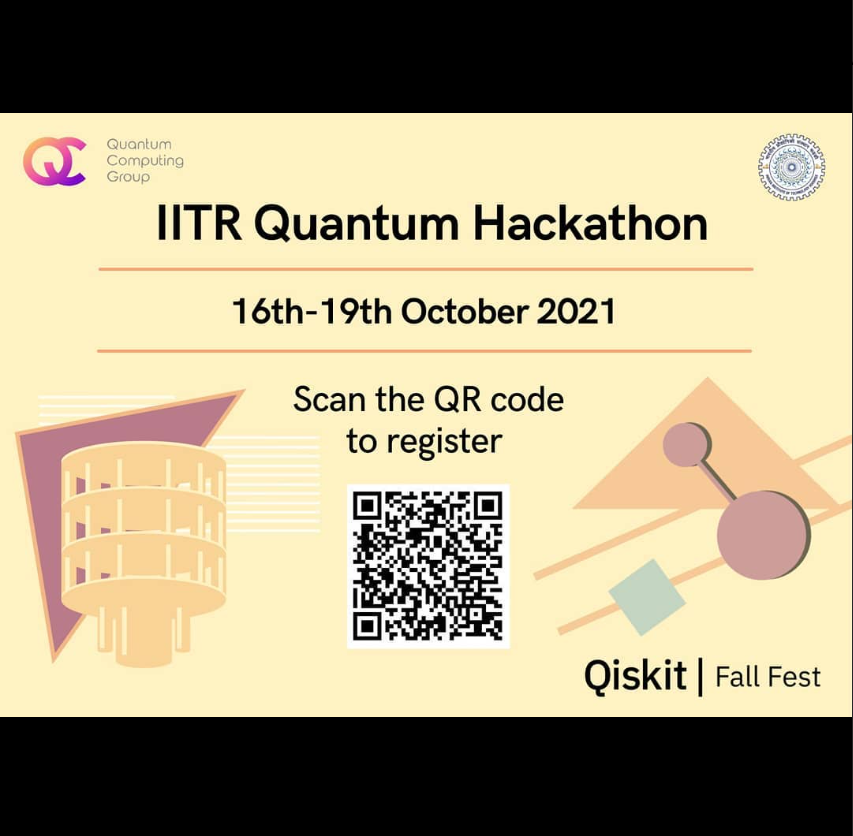 Quantum
Computing
Group
IITR Quantum Hackathon
16th-19th October 2021
Scan the QR code
to register
Qiskit | Fall Fest